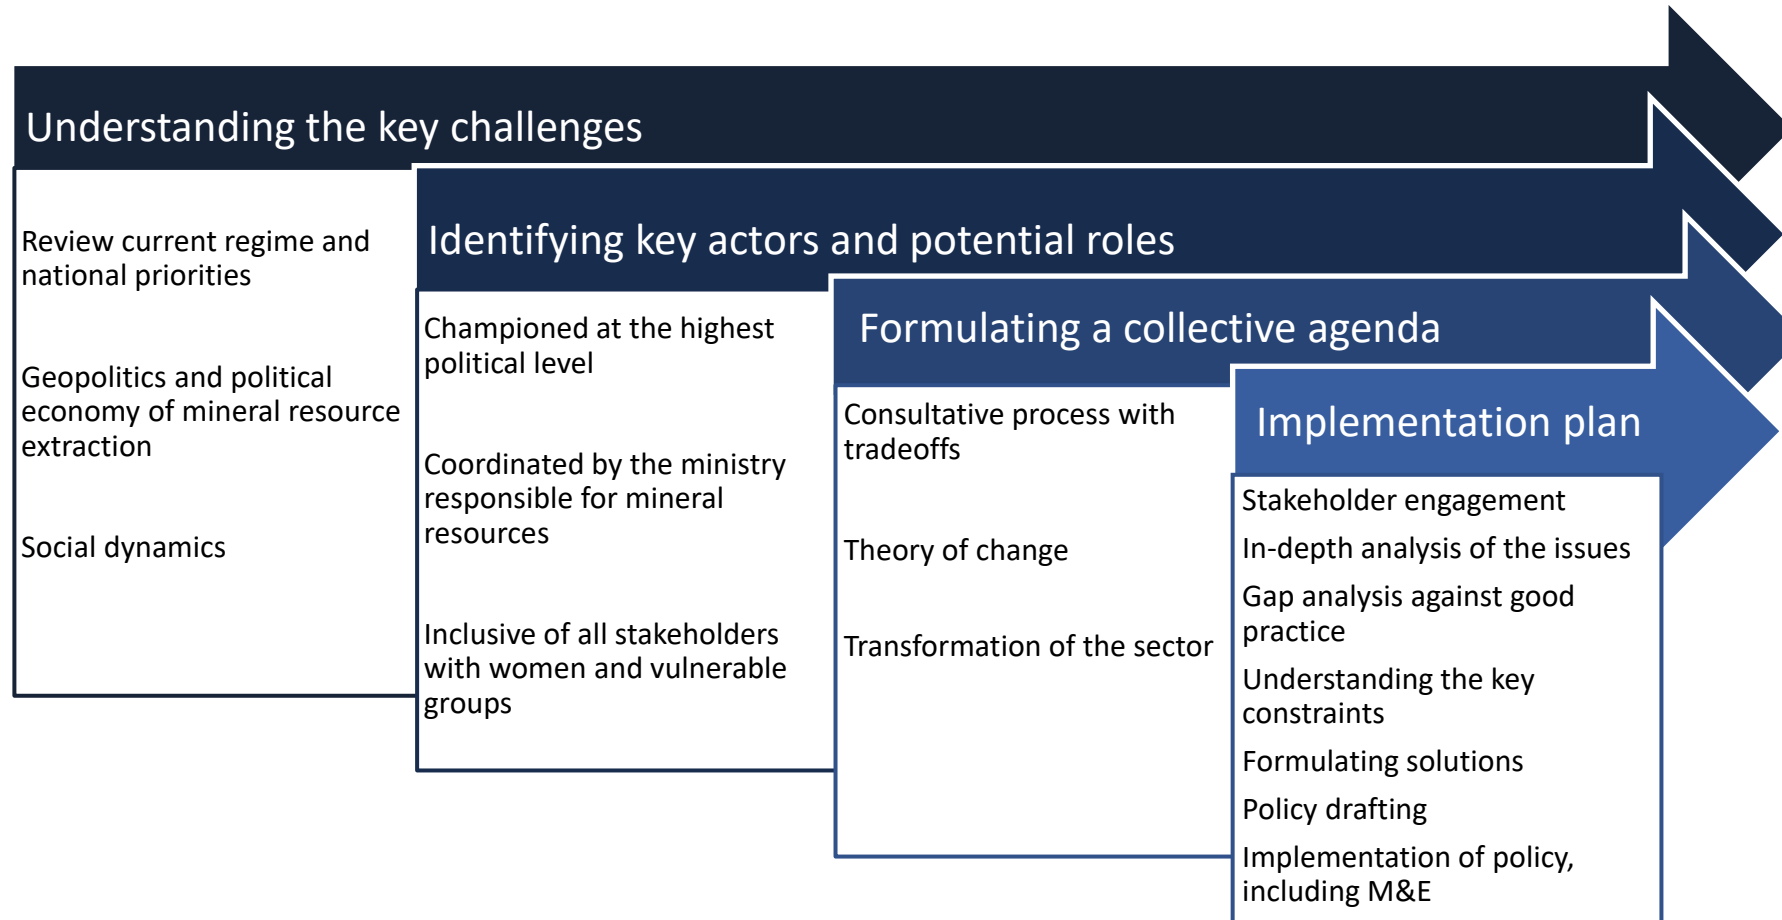 Understanding the key challenges
Review current regime and
national priorities
Geopolitics and political
economy of mineral resource
extraction
Social dynamics
Identifying key actors and potential roles
Championed at the highest
political level
Coordinated by the ministry
responsible for mineral
resources
Inclusive of all stakeholders
with women and vulnerable
groups
Formulating a collective agenda
Consultative process with
tradeoffs
Theory of change
Transformation of the sector
Implementation plan
Stakeholder engagement
In-depth analysis of the issues
Gap analysis against good
practice
Understanding the key
constraints
Formulating solutions
Policy drafting
Implementation of policy,
including M&E